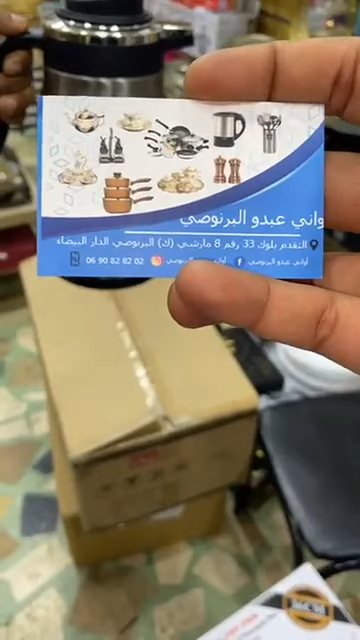 واني عبدو البرنوصي
التقدم بلوك 33 رقم 8 مارشي (ك) البرنوصي الدار البيضاء
أواني عبدو البرنوصي
البرنوصي
06 90 82 82 02